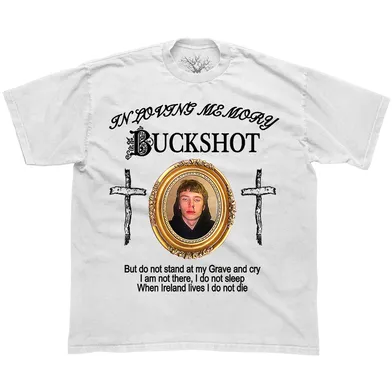 IN LOVING MEMORY
BUCKSHOT
But do not stand at my Grave and cry
I am not there, I do not sleep
When Ireland lives I do not die